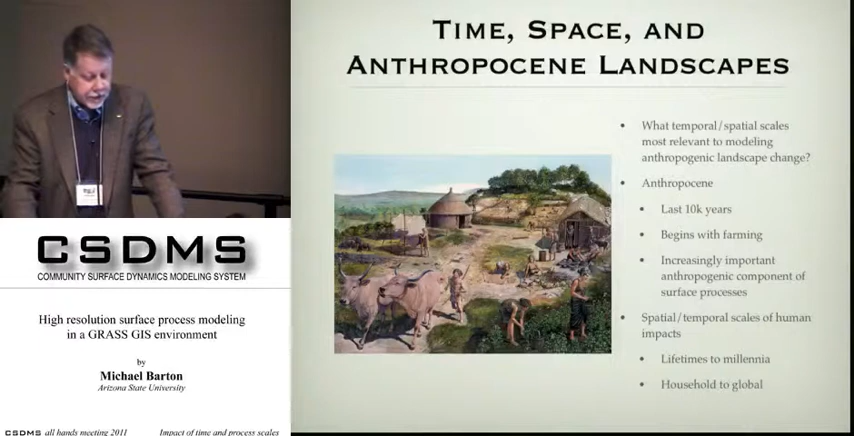 CSDMS
COMMUNITY SURFACE DYNAMICS MODELING SYSTEM
High resolution surface process modeling
in a GRASS GIS environment
by
Michael Barton
Arizona State University
CSDMS all hands meeting 2011
Impact of time and process scales
TIME, SPACE, AND
ANTHROPOCENE LANDSCAPES
• What temporal/spatial scales
most relevant to modeling
anthropogenic landscape change?
• Anthropocene
• Last 10k years
• Begins with farming
• Increasingly important
anthropogenic component of
surface processes
• Spatial/temporal scales of human
impacts
• Lifetimes to millennia
• Household to global